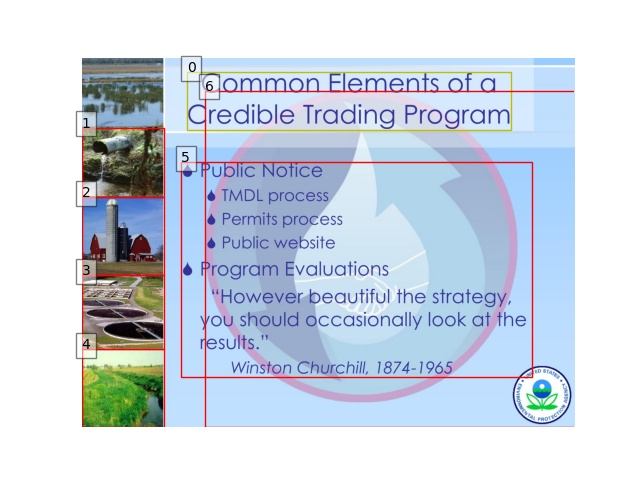 0
6
Common Elements of a
Credible Trading Program
1
5
Public Notice
TMDL process
2
Permits process
Public website
3
Program Evaluations
“However beautiful the strategy,
you should occasionally look at the
results.”
4
Winston Churchill, 1874-1965
UNITED STATES
ENVIRONMENTAL PROTECTION AGENCY